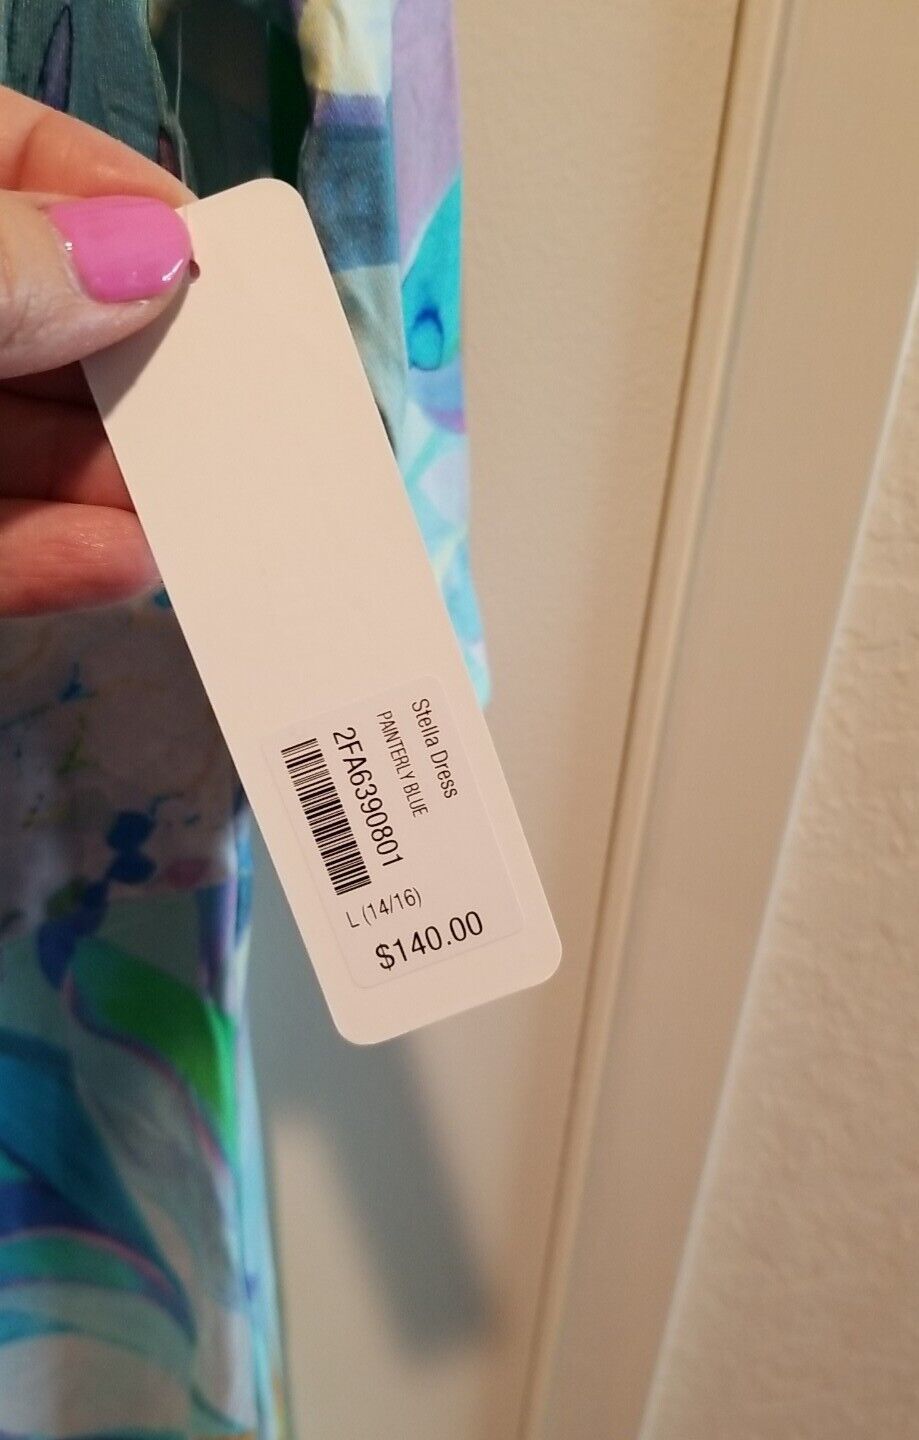 Stella Dress
PAINTERLY BLUE
2FA6390801
L (14/16)
$140.00